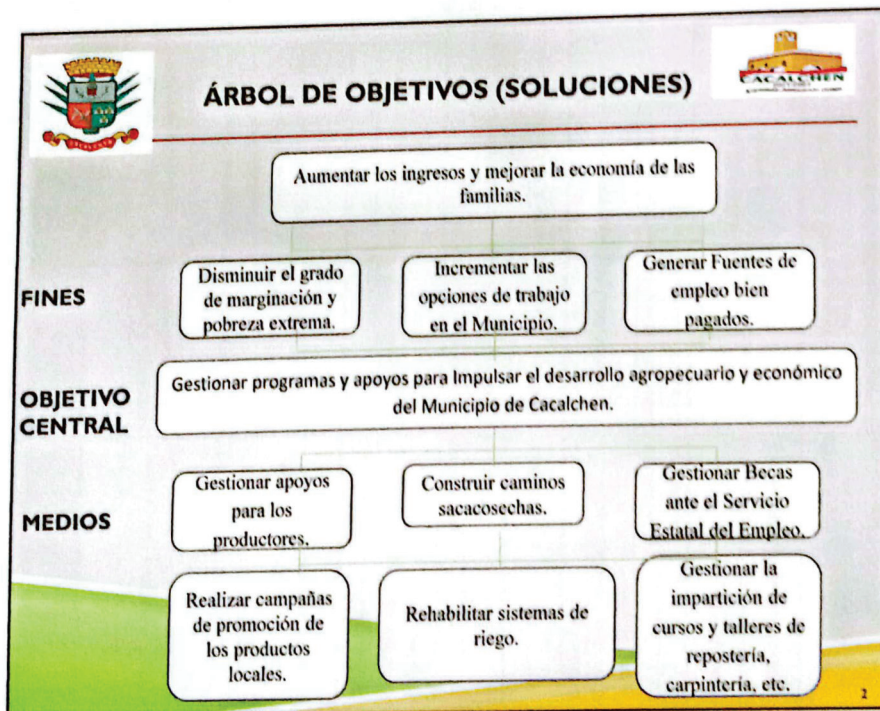 ÁRBOL DE OBJETIVOS (SOLUCIONES)
CACALCHEN
Aumentar los ingresos y mejorar la economía de las
familias.
FINES
Disminuir el grado
de marginación y
pobreza extrema.
Incrementar las
opciones de trabajo
en el Municipio.
Generar Fuentes de
empleo bien
pagados.
OBJETIVO
CENTRAL
Gestionar programas y apoyos para Impulsar el desarrollo agropecuario y económico
del Municipio de Cacalchen.
MEDIOS
Gestionar apoyos
para los
productores.
Construir caminos
sacacosechas.
Gestionar Becas
ante el Servicio
Estatal del Empleo.
Realizar campañas
de promoción de
los productos
locales.
Rehabilitar sistemas de
riego.
Gestionar la
impartición de
cursos y talleres de
repostería,
carpintería, etc.
2